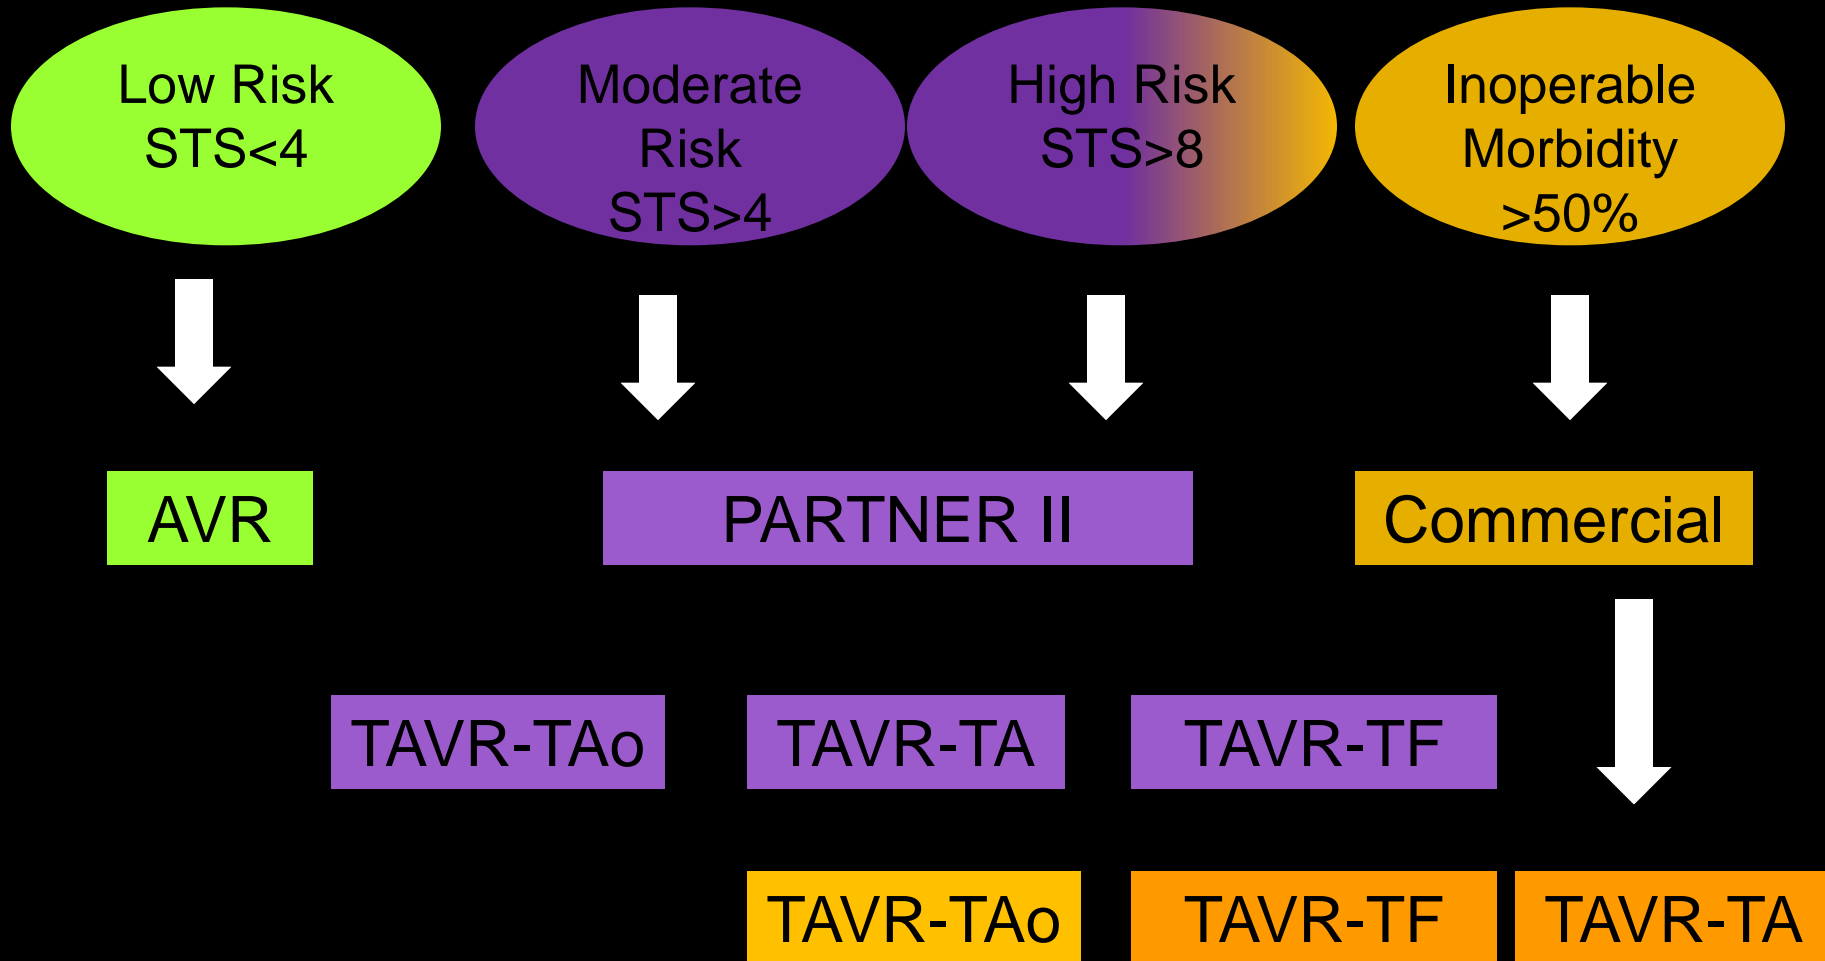 Low Risk
STS<4
Moderate
Risk
STS>4
High Risk
STS>8
Inoperable
Morbidity
>50%
AVR
PARTNER II
Commercial
TAVR-TAo
TAVR-TA
TAVR-TF
TAVR-TAo
TAVR-TF
TAVR-TA